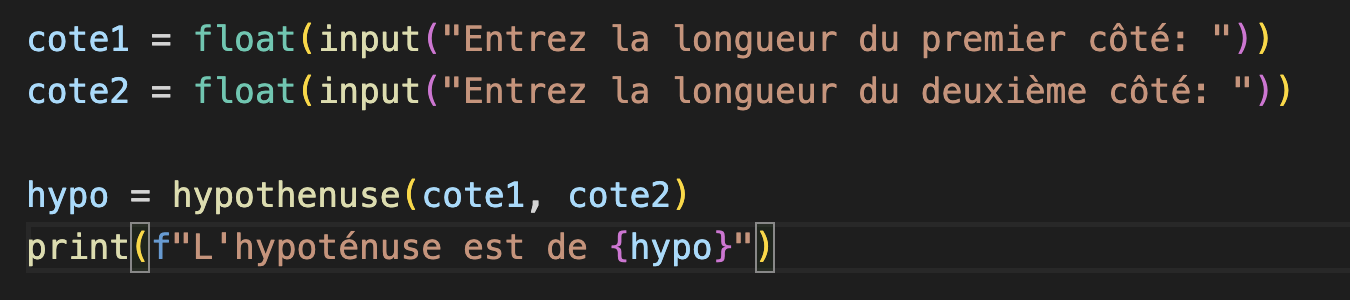 cote1 = float(input("Entrez la longueur du premier côté: "))
cote2 = float(input("Entrez la longueur du deuxième côté: "))
hypo = hypothenuse(cote1, cote2)
print(f"L'hypoténuse est de {hypo}")